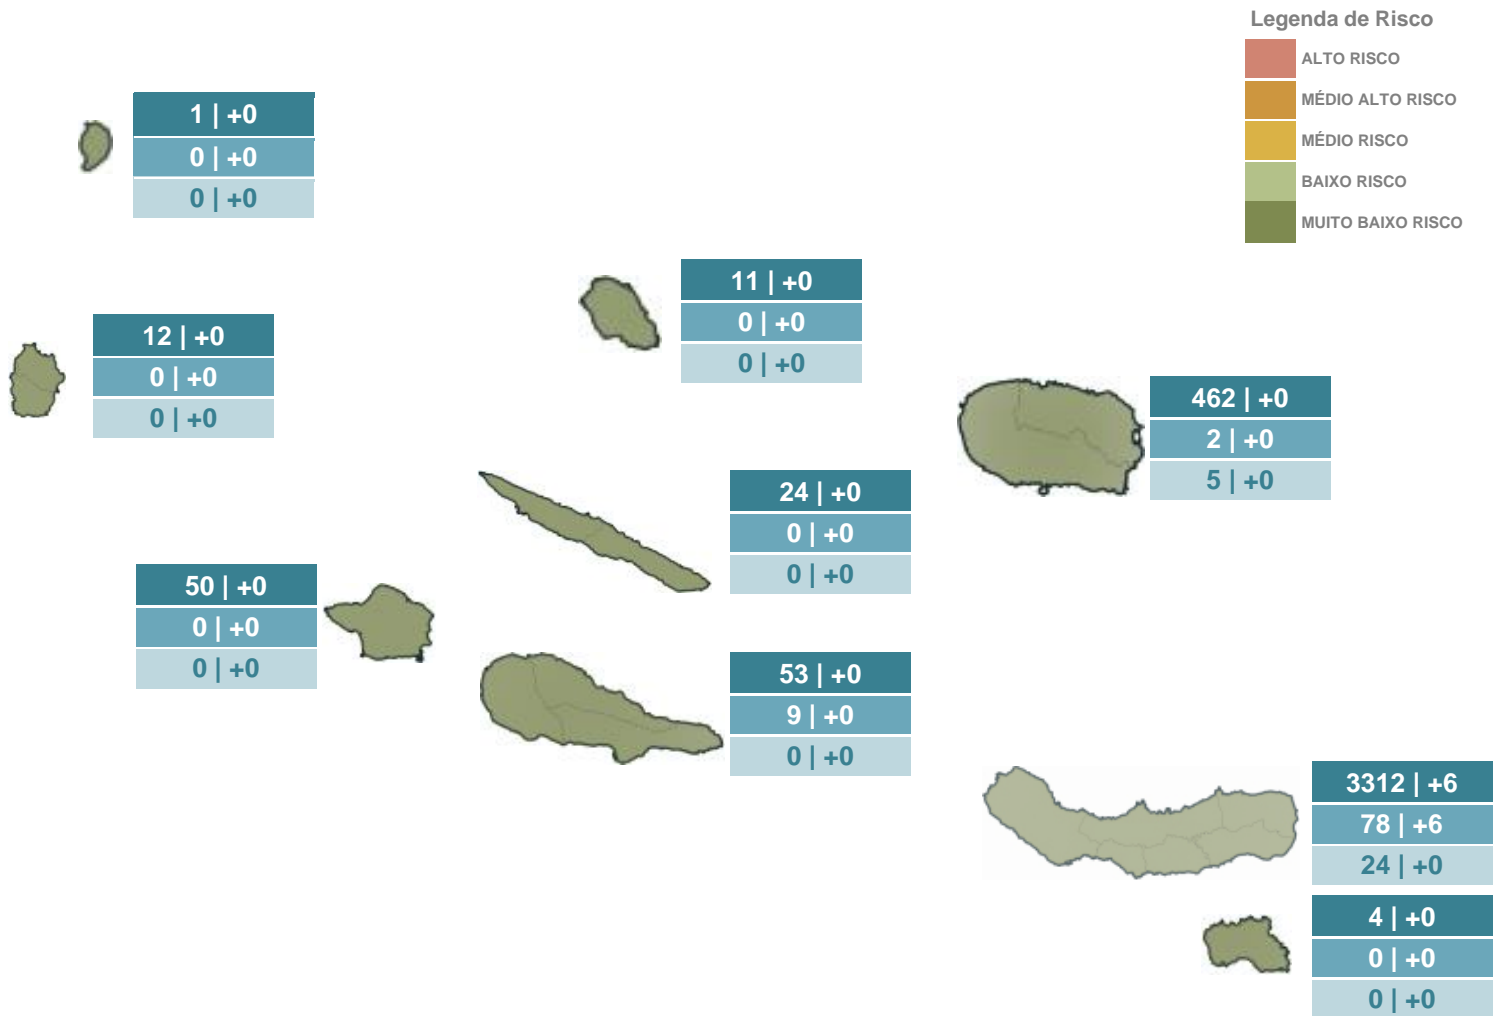 Legenda de Risco
ALTO RISCO
MÉDIO ALTO RISCO
MÉDIO RISCO
BAIXO RISCO
MUITO BAIXO RISCO
1 | +0
0 | +0
0 | +0
11 | +0
0 | +0
0 | +0
12 | +0
0 | +0
0 | +0
462 | +0
2 | +0
5 | +0
24 | +0
0 | +0
0 | +0
50 | +0
0 | +0
0 | +0
53 | +0
9 | +0
0 | +0
3312 | +6
78 | +6
24 | +0
4 | +0
0 | +0
0 | +0